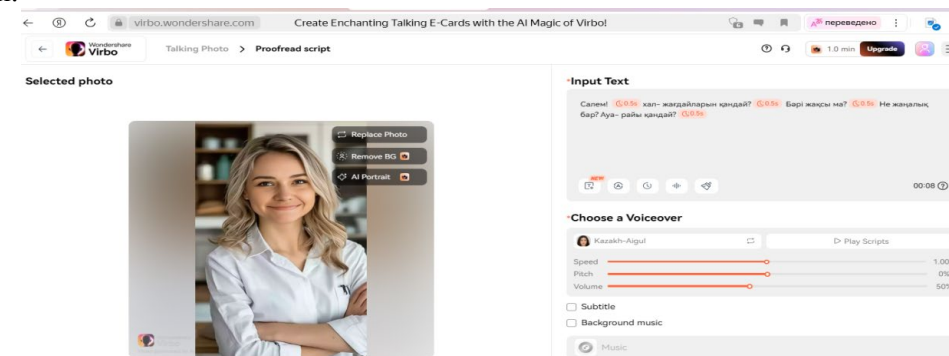 virbo.wondershare.com
Create Enchanting Talking E-Cards with the AI Magic of Virbo!
переведено
Wondershare
Virbo
Talking Photo > Proofread script
1.0 min
Upgrade
Selected photo
Replace Photo
Remove BG
AI Portrait
*Input Text
Салем! 0.5s хал- жағдайларын қандай? 0.5s Бәрі жақсы ма? 0.5s Не жаңалық
бар? Ауа- райы қандай? 0.5s
NEW
00:08
*Choose a Voiceover
Kazakh-Aigul
Play Scripts
Speed 1.00
Pitch 0%
Volume 50%
Subtitle
Background music
Music